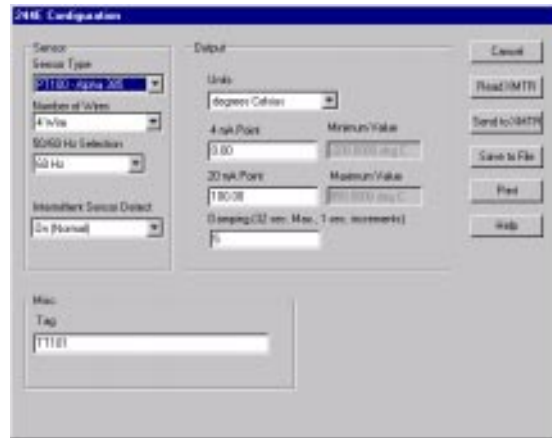 244E Configuration
Sensor
Sensor Type
PT100 - Alpha 385
Number of Wires
4 Wire
50/60 Hz Selection
60 Hz
Intermittent Sensor Detect
On (Normal)
Output
Units
degrees Celsius
4 mA Point
Minimum Value
0.00
deg C
20 mA Point
Maximum Value
100.00
deg C
Damping (32 sec. Max., 1 sec. increments)
Misc.
Tag
TT101
Cancel
Read XMTR
Send to XMTR
Save to File
Print
Help